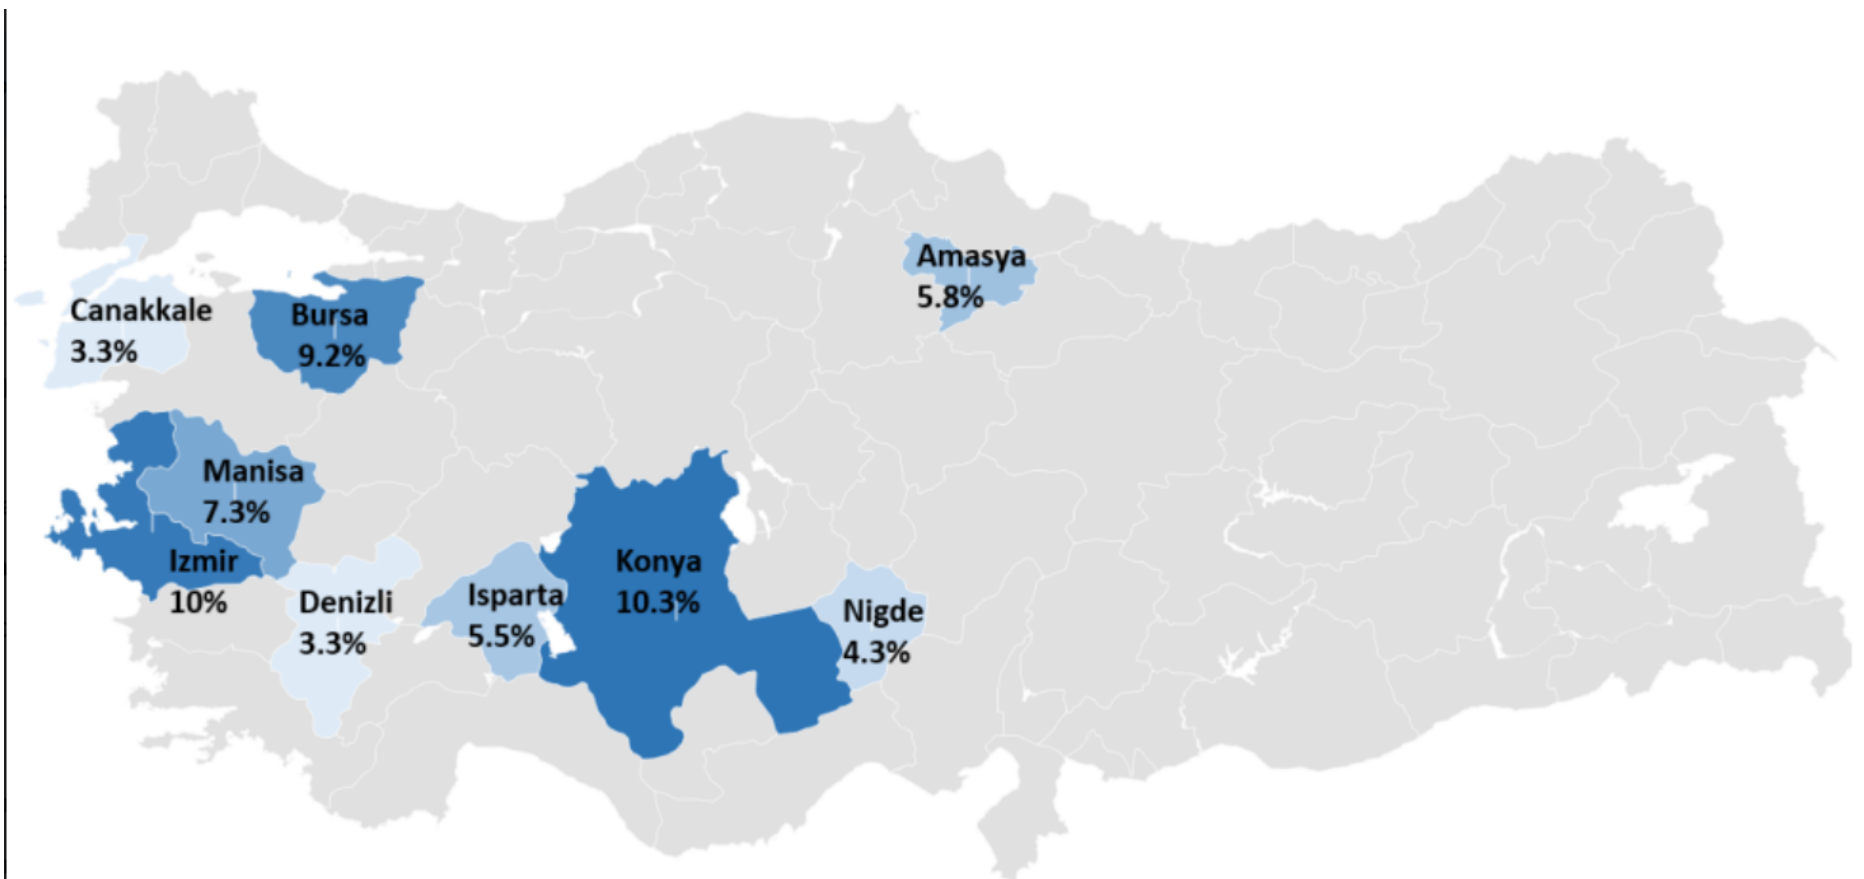 Amasya
5.8%
Canakkale
3.3%
Bursa
9.2%
Manisa
7.3%
Izmir
10%
Denizli
3.3%
Isparta
5.5%
Konya
10.3%
Nigde
4.3%